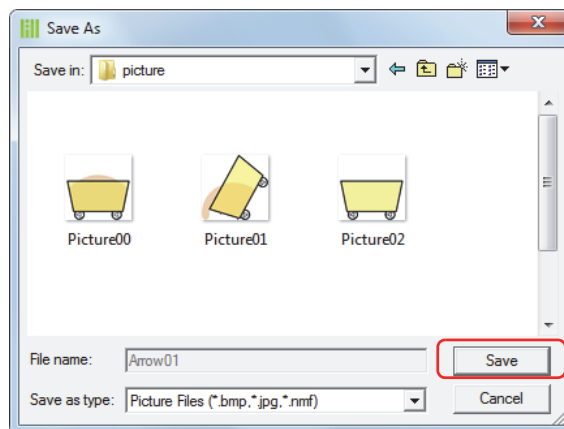 Save As
Save in: picture
Picture00 Picture01 Picture02
File name: Arrow01 Save
Save as type: Picture Files (*.bmp,*.jpg,*.nmf) Cancel